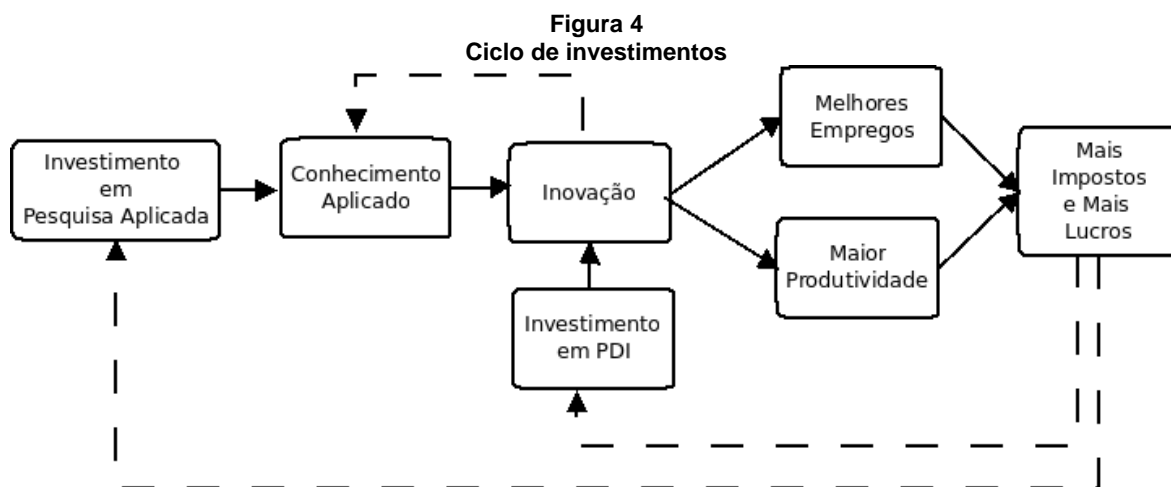 Figura 4
Ciclo de investimentos
Investimento
em
Pesquisa Aplicada
Conhecimento
Aplicado
Inovação
Investimento
em PDI
Melhores
Empregos
Maior
Produtividade
Mais
Impostos
e Mais
Lucros